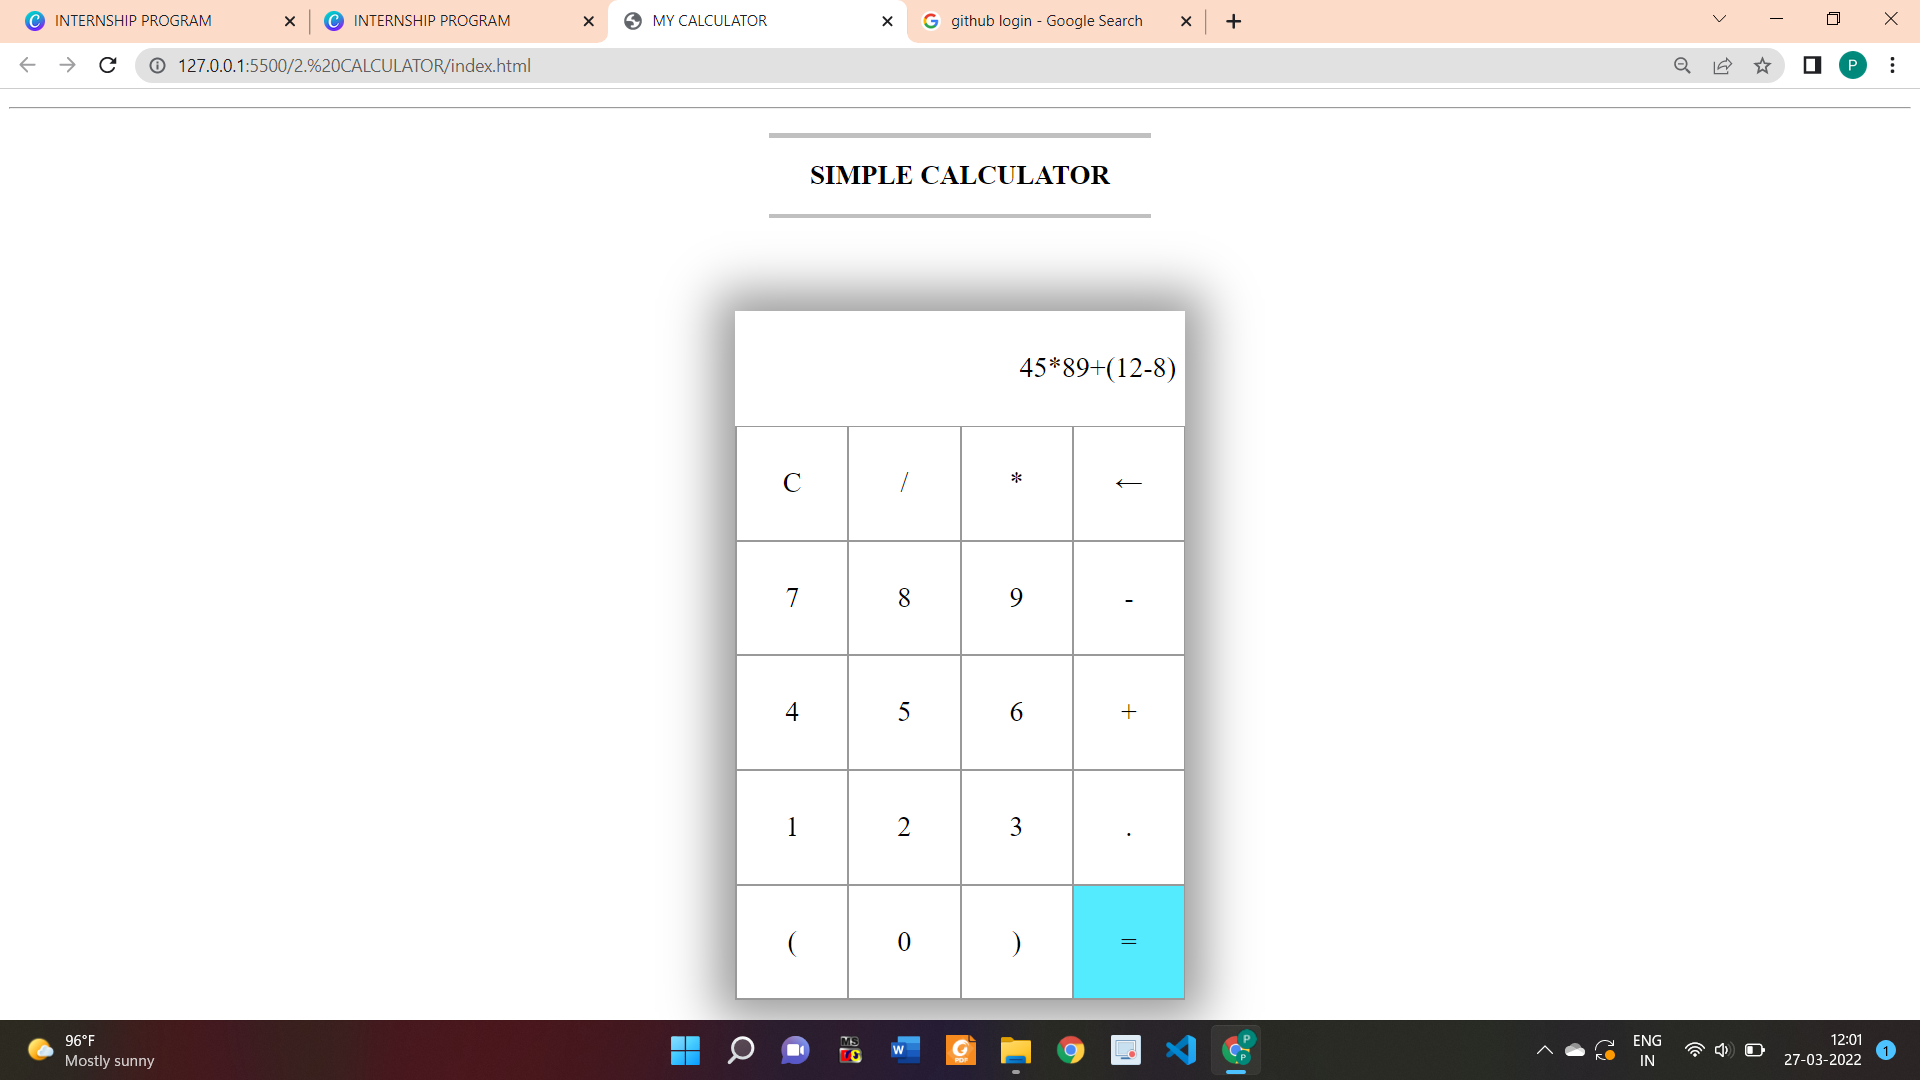 INTERNSHIP PROGRAM
INTERNSHIP PROGRAM
MY CALCULATOR
github login - Google Search
127.0.0.1:5500/2.%20CALCULATOR/index.html
P
SIMPLE CALCULATOR
45*89+(12-8)
C / * ←
7 8 9 -
4 5 6 +
1 2 3 .
( 0 ) =
96°F
Mostly sunny
ENG
IN
12:01
27-03-2022
1